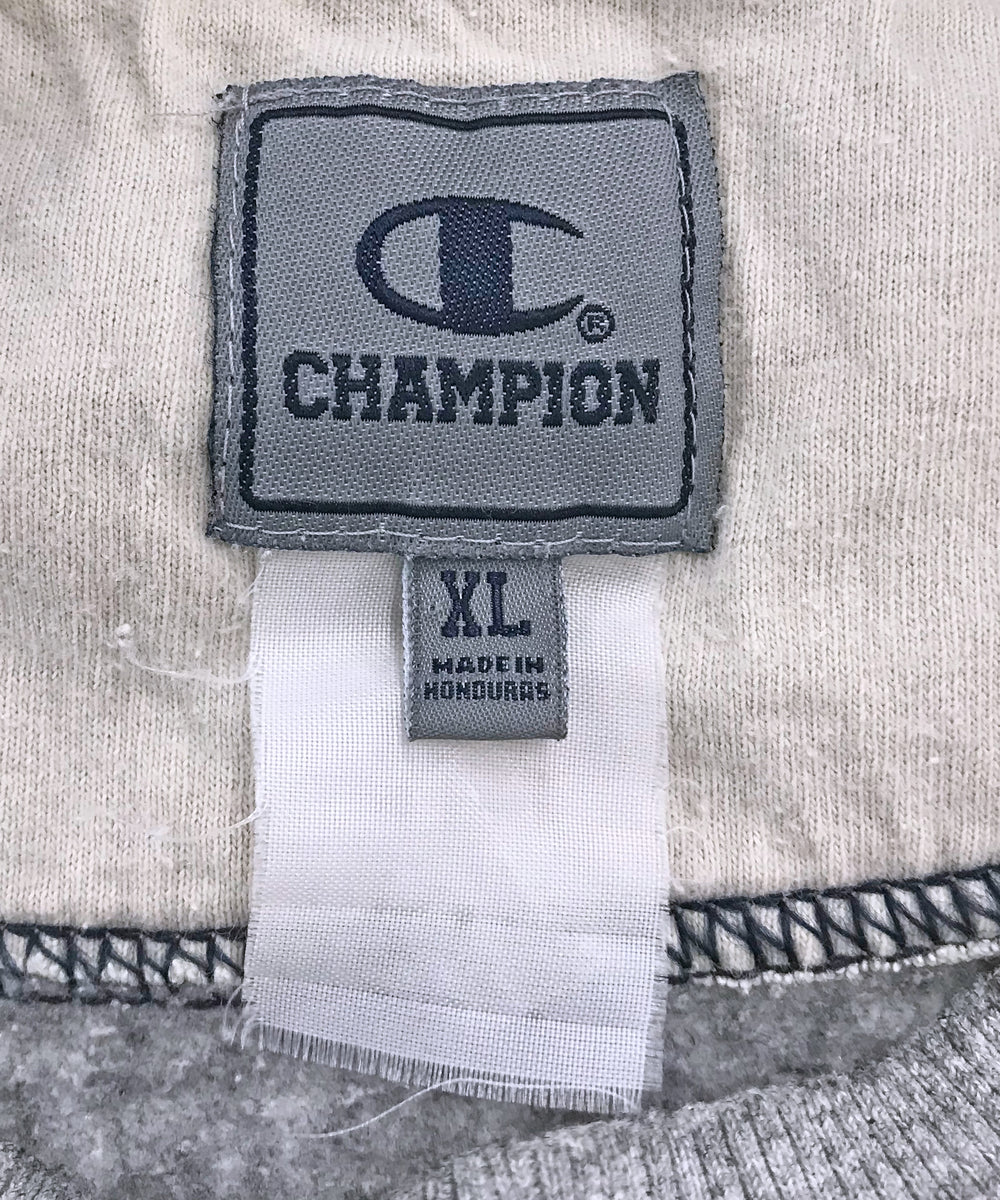 C®
CHAMPION
XL
MADE IN
HONDURAS